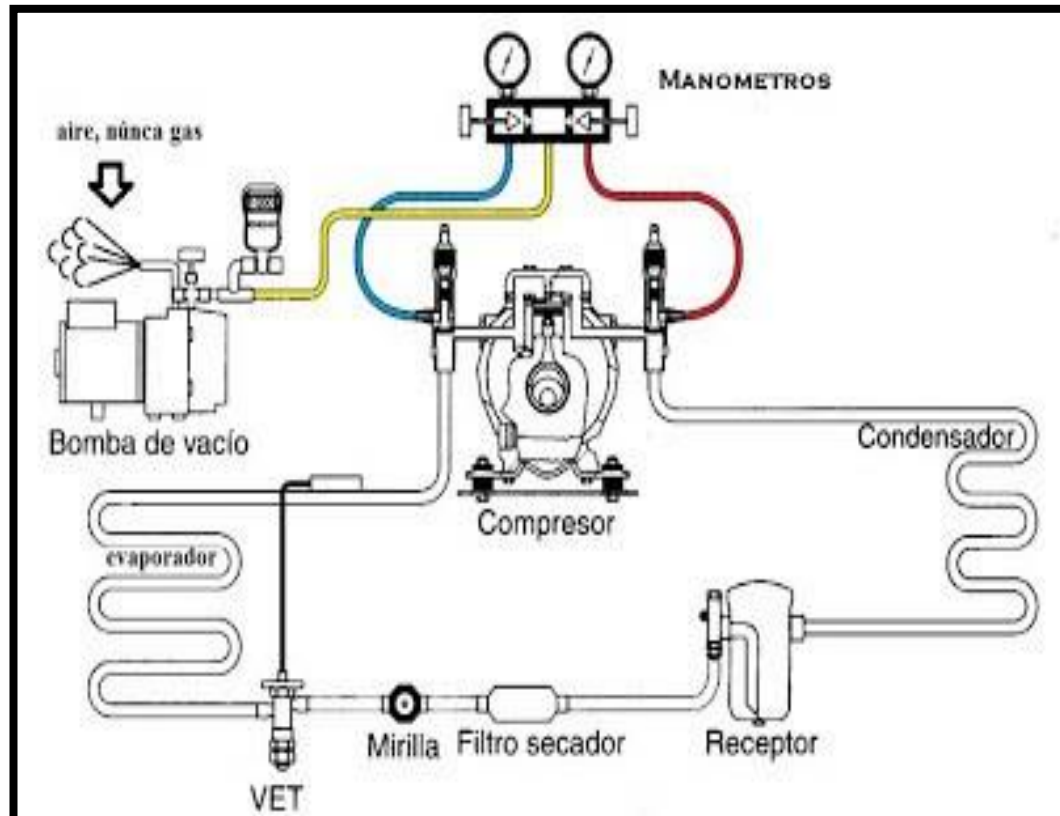 MANOMETROS
aire, núnca gas
Bomba de vacío
Condensador
Compresor
evaporador
Mirilla
Filtro secador
Receptor
VET